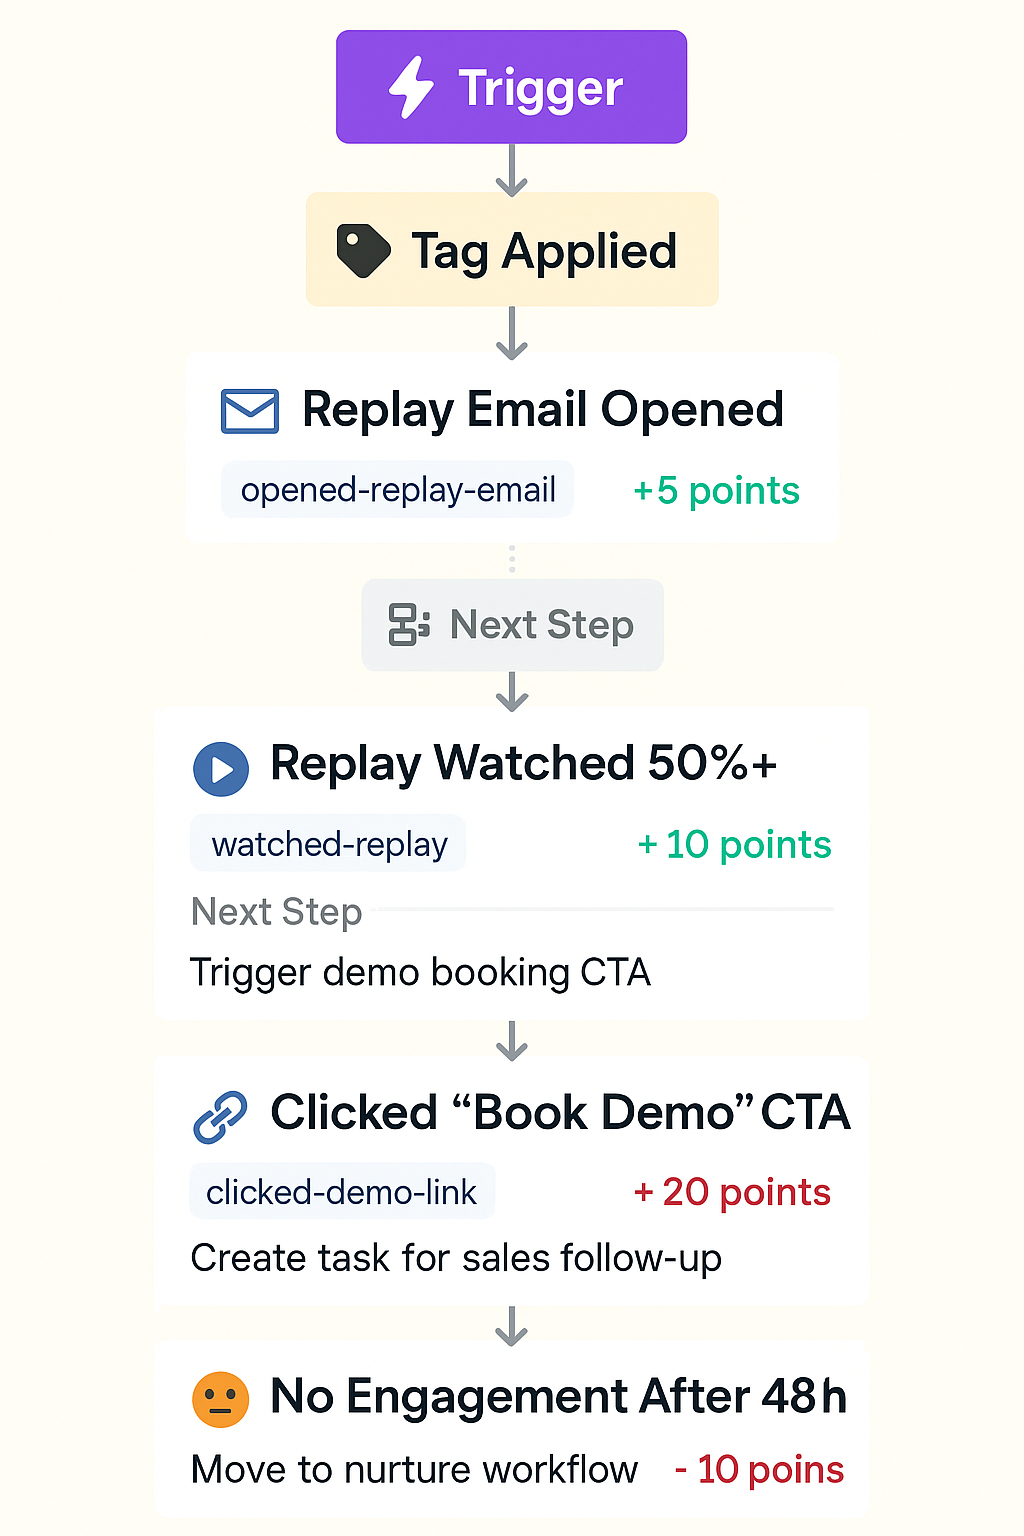 Trigger
Tag Applied
Replay Email Opened
opened-replay-email +5 points
Next Step
Replay Watched 50%+
watched-replay + 10 points
Next Step
Trigger demo booking CTA
Clicked “Book Demo” CTA
clicked-demo-link + 20 points
Create task for sales follow-up
No Engagement After 48h
Move to nurture workflow - 10 poins